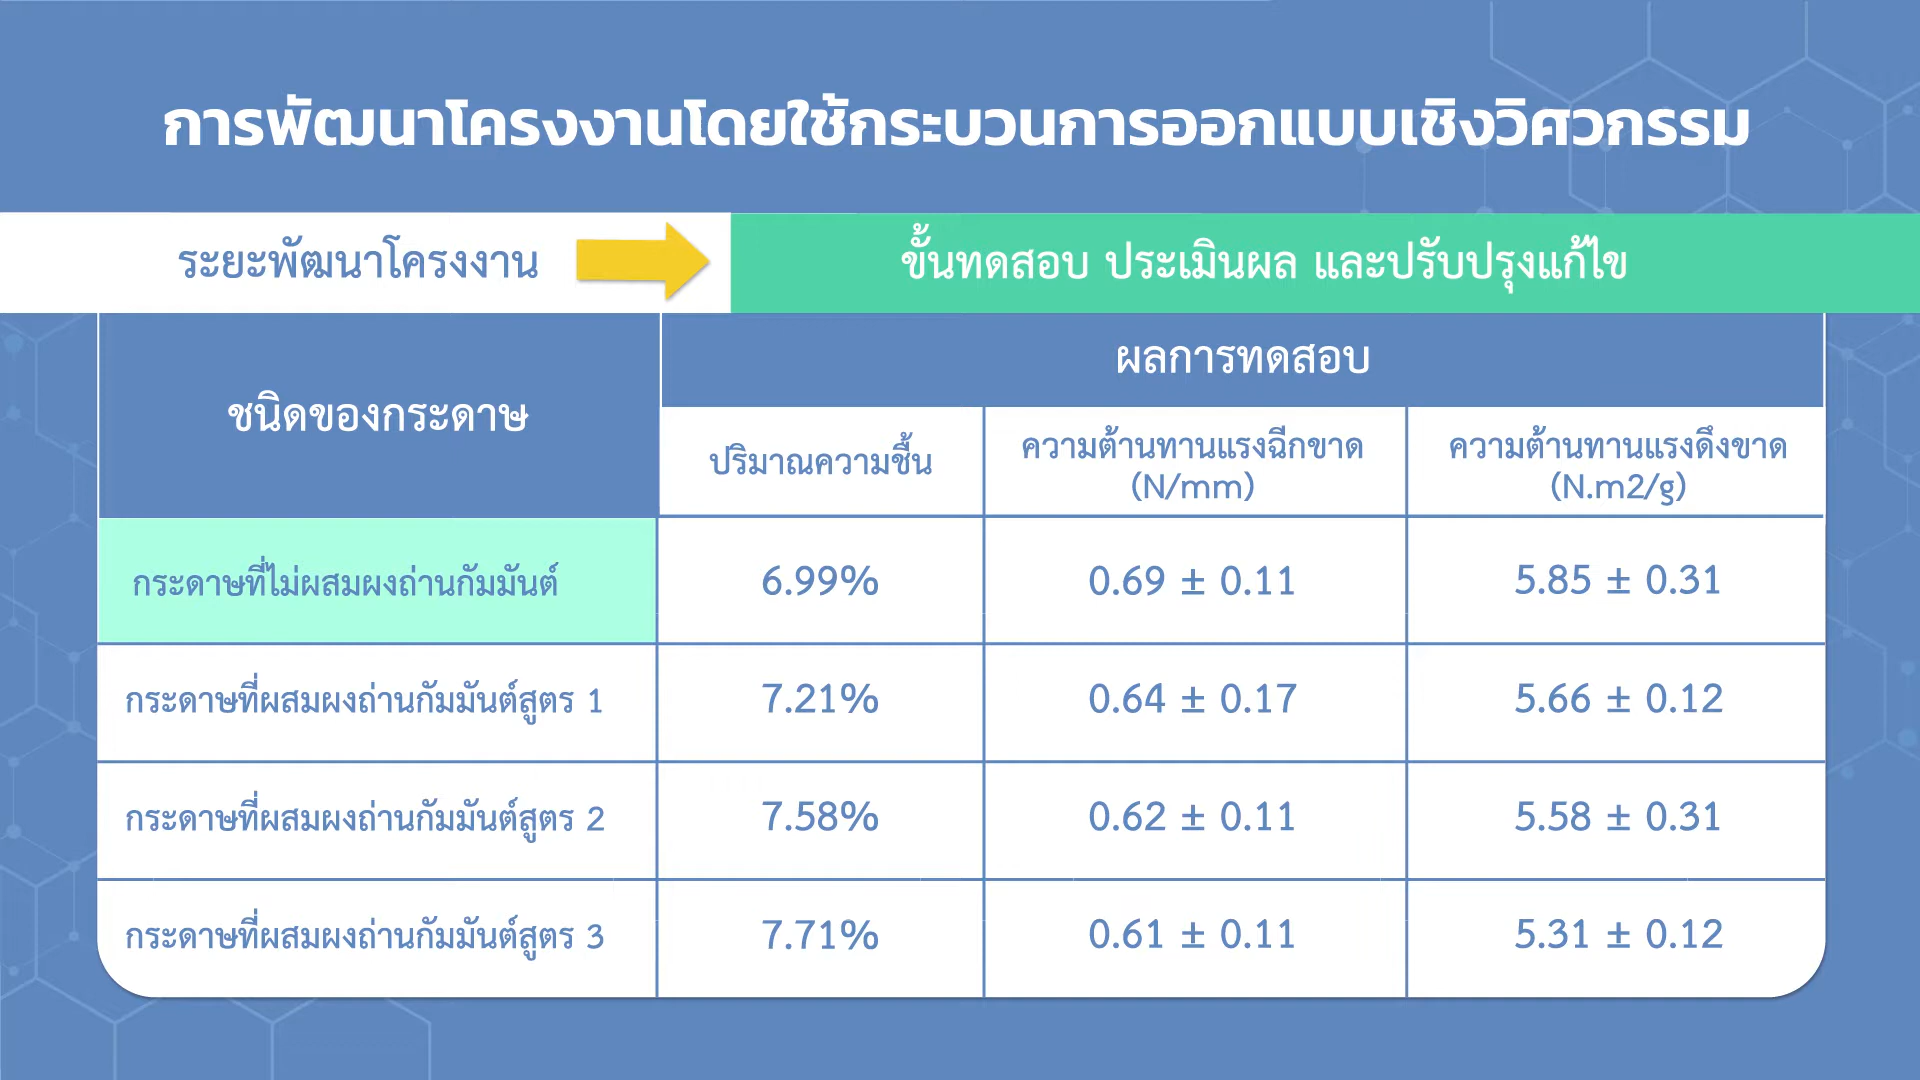 การพัฒนาโครงงานโดยใช้กระบวนการออกแบบเชิงวิศวกรรม
ระยะพัฒนาโครงงาน
ขั้นทดสอบ ประเมินผล และปรับปรุงแก้ไข
ชนิดของกระดาษ
ผลการทดสอบ
ปริมาณความชื้น
ความต้านทานแรงฉีกขาด
(N/mm)
ความต้านทานแรงดึงขาด
(N.m2/g)
กระดาษที่ไม่ผสมผงถ่านกัมมันต์
6.99%
0.69 ± 0.11
5.85 ± 0.31
กระดาษที่ผสมผงถ่านกัมมันต์สูตร 1
7.21%
0.64 ± 0.17
5.66 ± 0.12
กระดาษที่ผสมผงถ่านกัมมันต์สูตร 2
7.58%
0.62 ± 0.11
5.58 ± 0.31
กระดาษที่ผสมผงถ่านกัมมันต์สูตร 3
7.71%
0.61 ± 0.11
5.31 ± 0.12